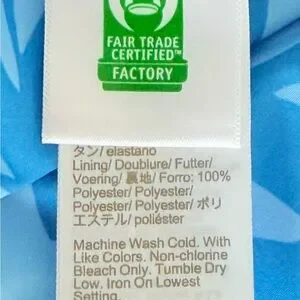 FAIR TRADE
CERTIFIED™
FACTORY
タン/ elastano
Lining/ Doublure/ Futter/
Voering/ 裏地/ Forro: 100%
Polyester/ Polyester/
Polyester/ Polyester/ ポリ
エステル/ poliéster
Machine Wash Cold. With
Like Colors. Non-chlorine
Bleach Only. Tumble Dry
Low. Iron On Lowest
Setting.